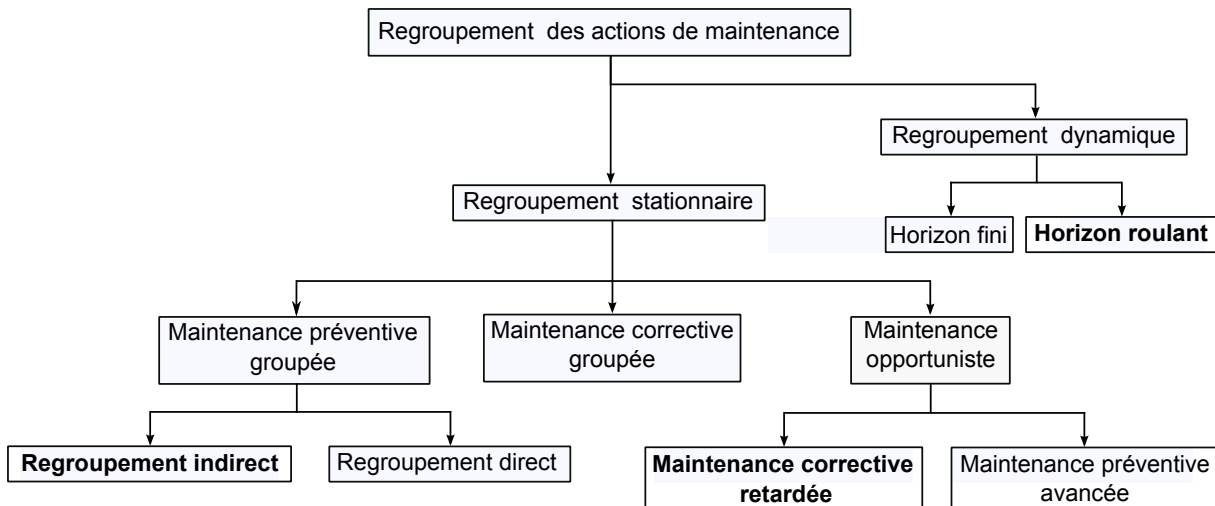 Regroupement des actions de maintenance
Regroupement dynamique
Regroupement stationnaire
Horizon fini
Horizon roulant
Maintenance préventive
groupée
Maintenance corrective
groupée
Maintenance
opportuniste
Regroupement indirect
Regroupement direct
Maintenance corrective
retardée
Maintenance préventive
avancée